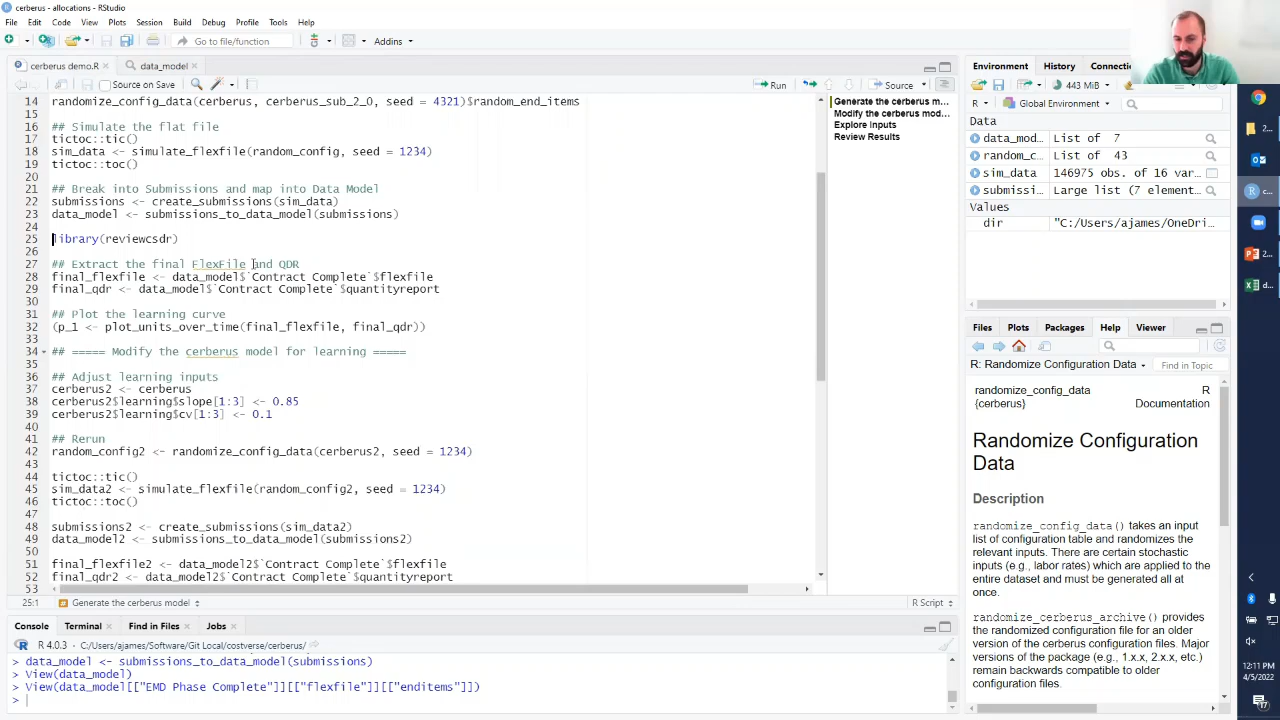 cerberus - allocations - RStudio
File Edit Code View Plots Session Build Debug Profile Tools Help
Go to file/function
Addins
cerberus demo.R
data_model
Source on Save
Run
Source
14 randomize_config_data(cerberus, cerberus_sub_2_0, seed = 4321)$random_end_items
15
16 ## Simulate the flat file
17 tictoc::tic()
18 sim_data <- simulate_flexfile(random_config, seed = 1234)
19 tictoc::toc()
20
21 ## Break into Submissions and map into Data Model
22 submissions <- create_submissions(sim_data)
23 data_model <- submissions_to_data_model(submissions)
24
25 library(reviewcsdr)
26
27 ## Extract the final FlexFile and QDR
28 final_flexfile <- data_model$`Contract Complete`$flexfile
29 final_qdr <- data_model$`Contract Complete`$quantityreport
30
31 ## Plot the learning curve
32 (p_1 <- plot_units_over_time(final_flexfile, final_qdr))
33
34 ## ===== Modify the cerberus model for learning =====
35
36 ## Adjust learning inputs
37 cerberus2 <- cerberus
38 cerberus2$learning$slope[1:3] <- 0.85
39 cerberus2$learning$cv[1:3] <- 0.1
40
41 ## Rerun
42 random_config2 <- randomize_config_data(cerberus2, seed = 1234)
43
44 tictoc::tic()
45 sim_data2 <- simulate_flexfile(random_config2, seed = 1234)
46 tictoc::toc()
47
48 submissions2 <- create_submissions(sim_data2)
49 data_model2 <- submissions_to_data_model(submissions2)
50
51 final_flexfile2 <- data_model2$`Contract Complete`$flexfile
52 final_qdr2 <- data_model2$`Contract Complete`$quantityreport
53
Generate the cerberus m...
Modify the cerberus mod...
Explore Inputs
Review Results
25:1
Generate the cerberus model
R Script
Console Terminal Find in Files Jobs
R 4.0.3 · C:/Users/ajames/Software/Git Local/costverse/cerberus/
> data_model <- submissions_to_data_model(submissions)
> View(data_model)
> View(data_model[["EMD Phase Complete"]][["flexfile"]][["enditems"]])
>
Environment History Connec
443 MiB
R Global Environment
Data
data_mod… List of 7
random_c… List of 43
sim_data 146975 obs. of 16 var…
submissi… Large list (7 element…
Values
dir "C:/Users/ajames/OneDri…
Files Plots Packages Help Viewer
R: Randomize Configuration Data
Find in Topic
randomize_config_data {cerberus}
R Documentation
Randomize Configuration Data
Description
randomize_config_data() takes an input
list of configuration table and randomizes the
relevant inputs. There are certain stochastic
inputs (e.g., labor rates) which are applied to the
entire dataset and must be generated all at
once.
randomize_cerberus_archive() provides
the randomized configuration file for an older
version of the cerberus configuration files. Major
versions of the package (e.g., 1.x.x, 2.x.x, etc.)
remain backwards compatible to older
configuration files.
2...
c...
2...
d...
12:11 PM
4/5/2022
17